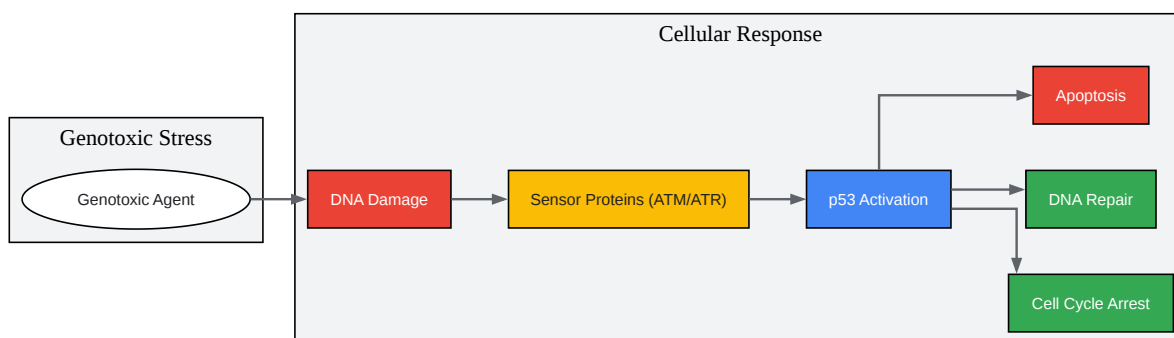 Cellular Response
Genotoxic Stress
Genotoxic Agent
DNA Damage
Sensor Proteins (ATM/ATR)
p53 Activation
Apoptosis
DNA Repair
Cell Cycle Arrest